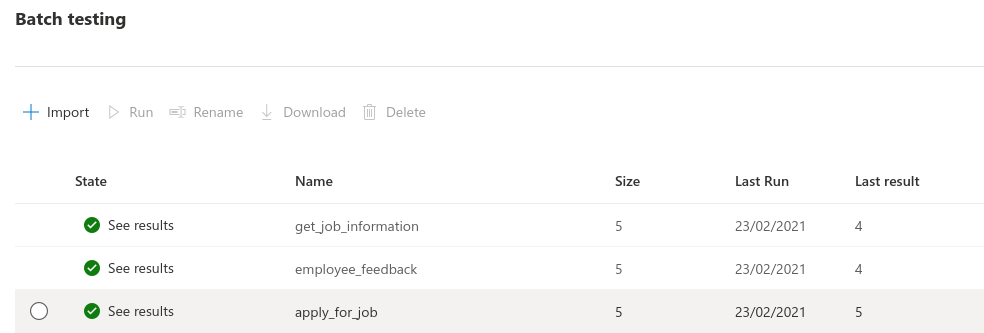 Batch testing
Import Run Rename Download Delete
State Name Size Last Run Last result
See results get_job_information 5 23/02/2021 4
See results employee_feedback 5 23/02/2021 4
See results apply_for_job 5 23/02/2021 5